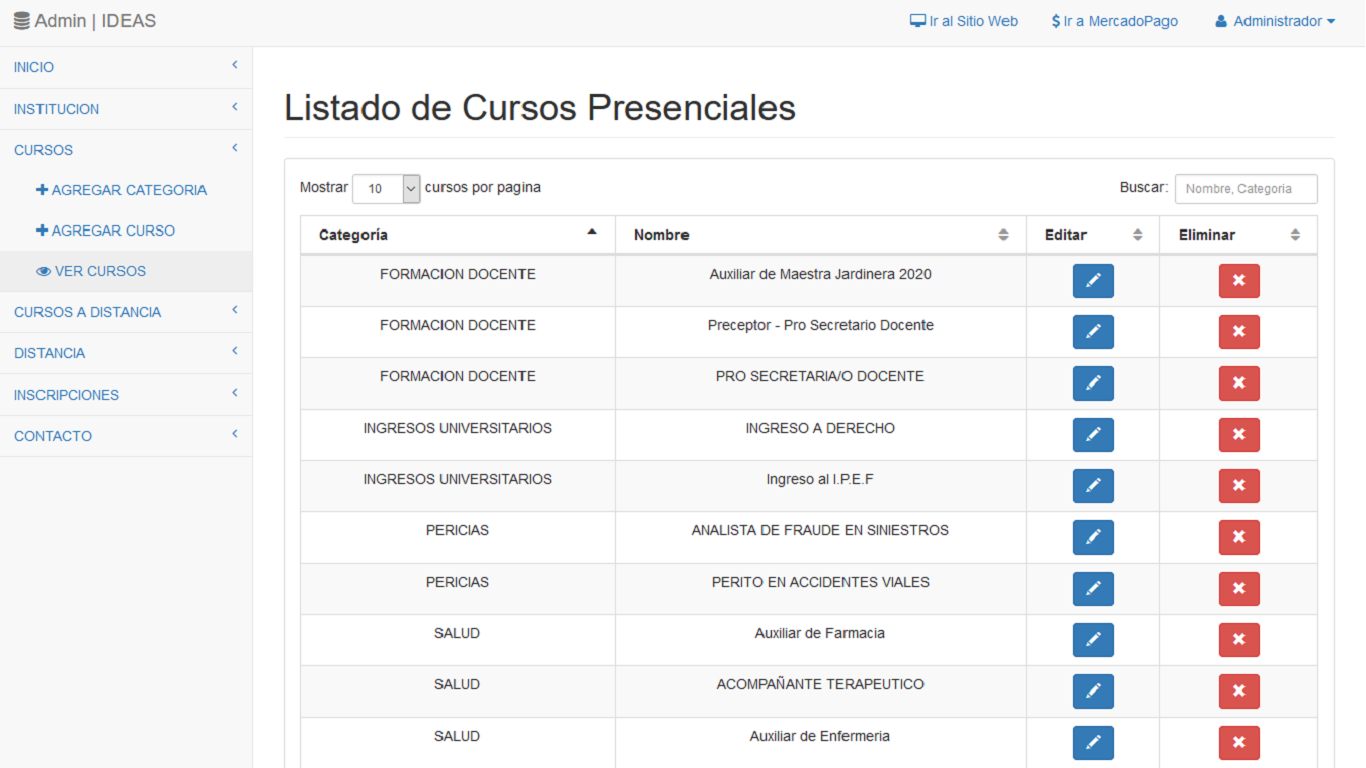 Admin | IDEAS
Ir al Sitio Web
$ Ir a MercadoPago
Administrador
INICIO
INSTITUCION
CURSOS
AGREGAR CATEGORIA
AGREGAR CURSO
VER CURSOS
CURSOS A DISTANCIA
DISTANCIA
INSCRIPCIONES
CONTACTO
Listado de Cursos Presenciales
Mostrar 10 cursos por pagina
Buscar: Nombre, Categoria
Categoría Nombre Editar Eliminar
FORMACION DOCENTE Auxiliar de Maestra Jardinera 2020
FORMACION DOCENTE Preceptor - Pro Secretario Docente
FORMACION DOCENTE PRO SECRETARIA/O DOCENTE
INGRESOS UNIVERSITARIOS INGRESO A DERECHO
INGRESOS UNIVERSITARIOS Ingreso al I.P.E.F
PERICIAS ANALISTA DE FRAUDE EN SINIESTROS
PERICIAS PERITO EN ACCIDENTES VIALES
SALUD Auxiliar de Farmacia
SALUD ACOMPAÑANTE TERAPEUTICO
SALUD Auxiliar de Enfermeria